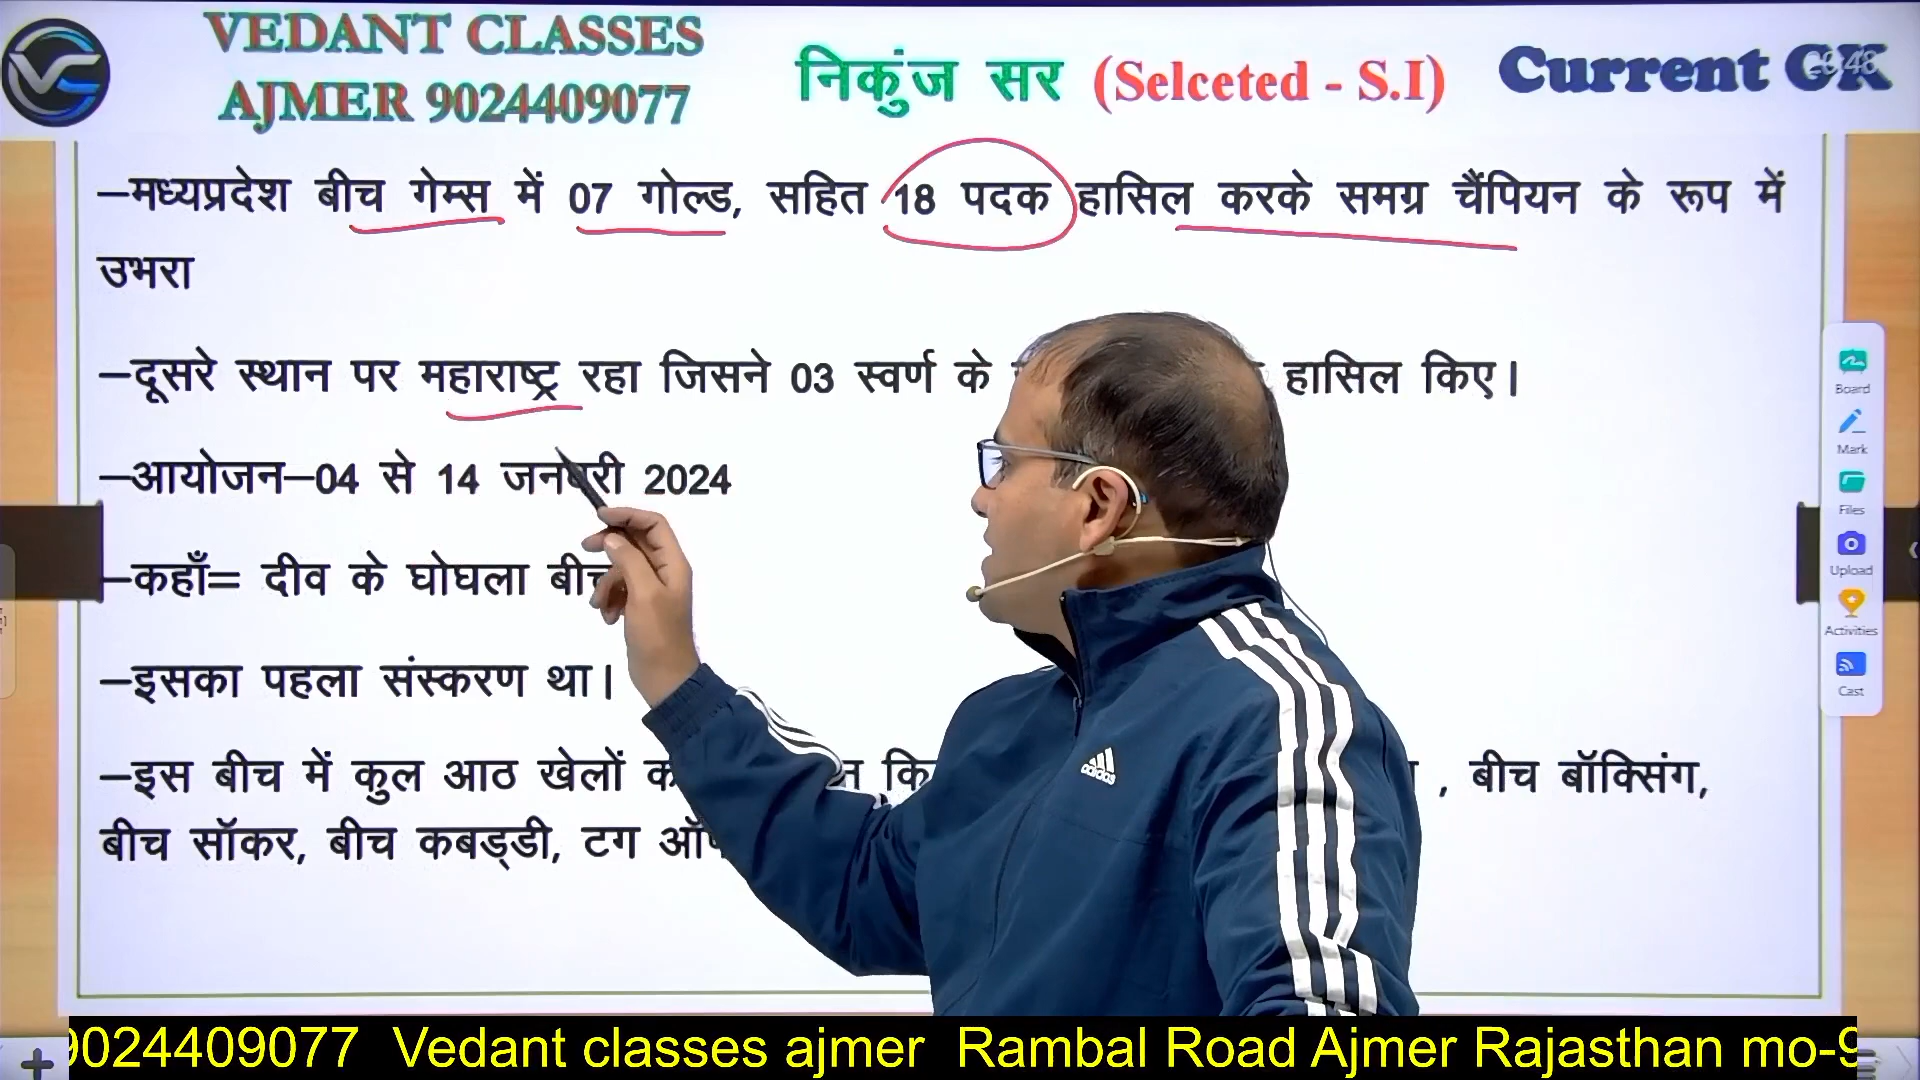 VEDANT CLASSES
AJMER 9024409077
निकुंज सर (Selceted - S.I)
Current GK
–मध्यप्रदेश बीच गेम्स में 07 गोल्ड, सहित 18 पदक हासिल करके समग्र चैंपियन के रूप में
उभरा
–दूसरे स्थान पर महाराष्ट्र रहा जिसने 03 स्वर्ण के हासिल किए।
–आयोजन–04 से 14 जनवरी 2024
–कहाँ= दीव के घोघला बीच
–इसका पहला संस्करण था।
–इस बीच में कुल आठ खेलों , बीच बॉक्सिंग,
बीच सॉकर, बीच कबड्डी, टग
Board
Mark
Files
Upload
Activities
Cast
adidas
9024409077 Vedant classes ajmer Rambal Road Ajmer Rajasthan mo-9